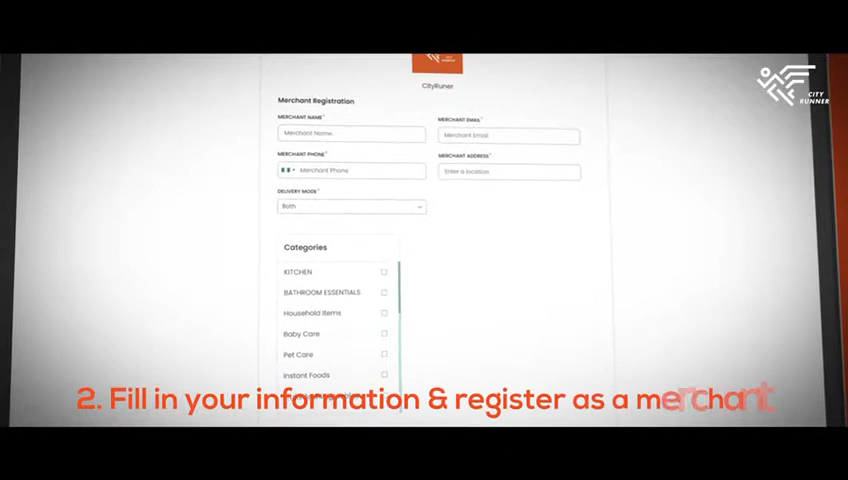 CITY
RUNNER
CityRuner
Merchant Registration
MERCHANT NAME*
MERCHANT EMAIL*
Merchant Name.
Merchant Email
MERCHANT PHONE*
MERCHANT ADDRESS*
Merchant Phone
Enter a location
DELIVERY MODE*
Both
Categories
KITCHEN
BATHROOM ESSENTIALS
Household Items
Baby Care
Pet Care
Instant Foods
2. Fill in your information & register as a merchant